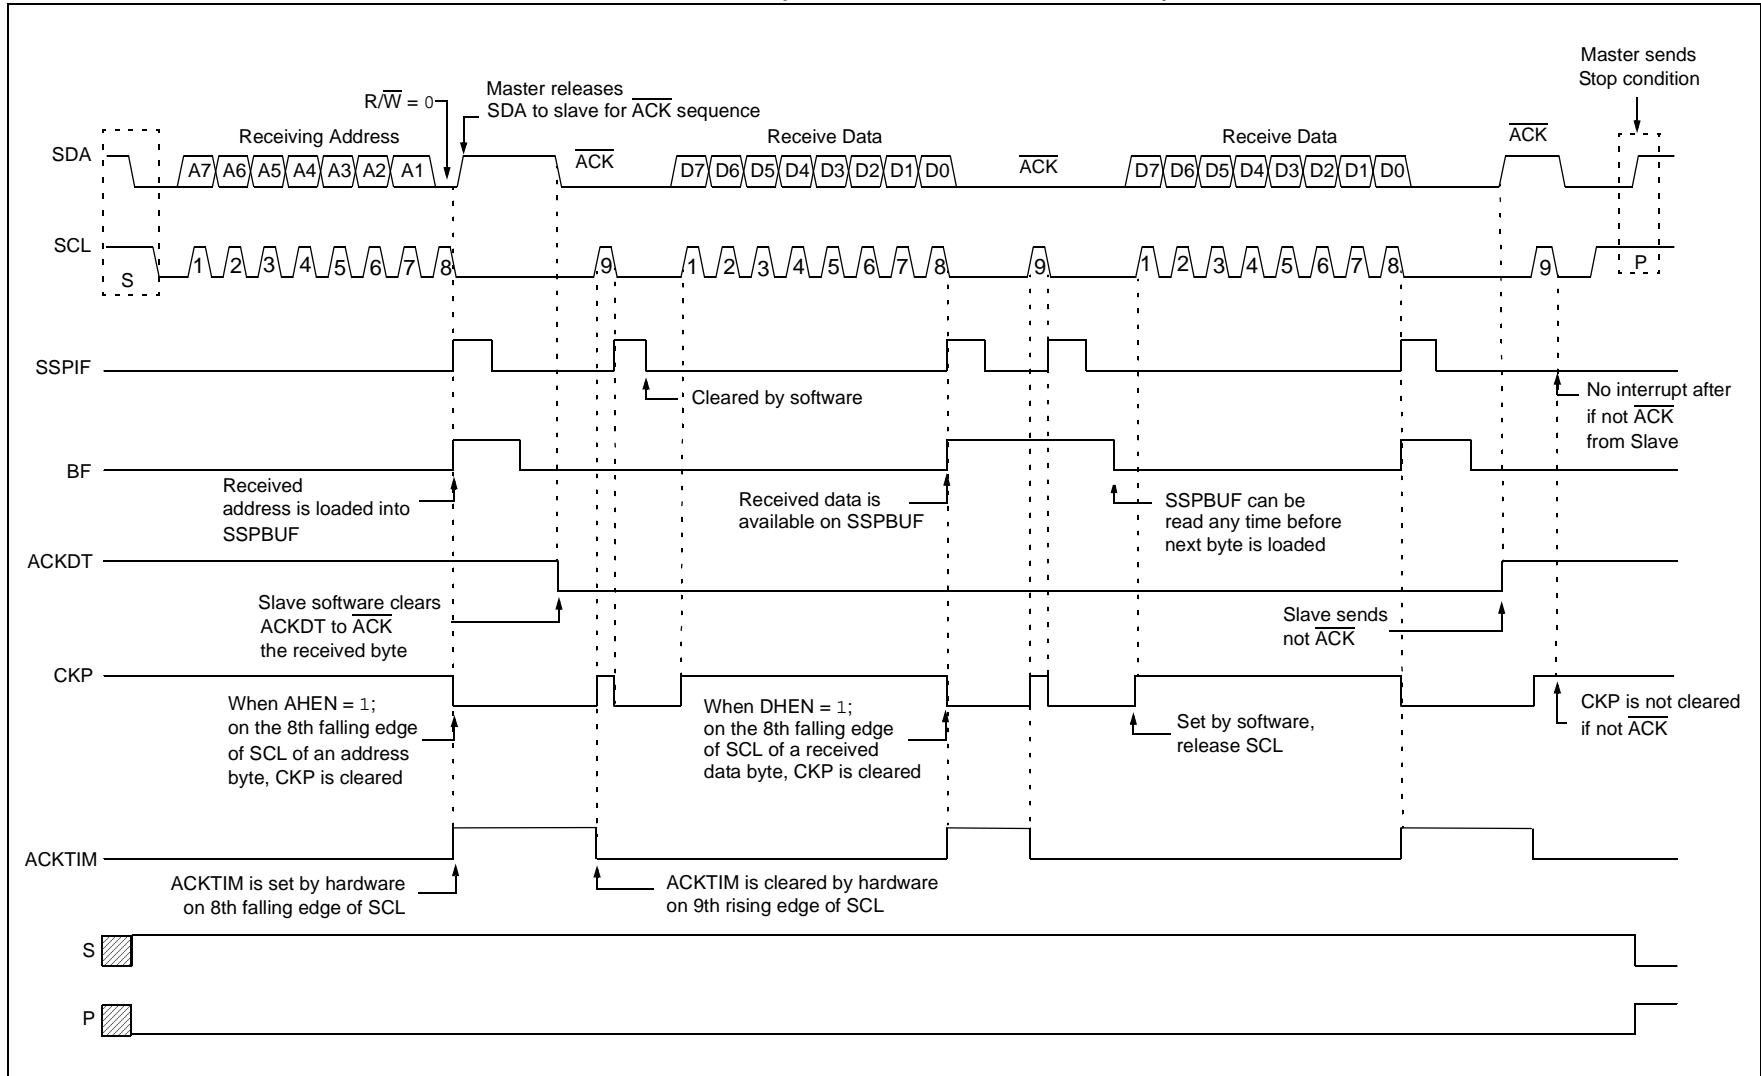 Master sends
Stop condition
Master releases
SDA to slave for ACK sequence
R/W = 0
Receiving Address
Receive Data
Receive Data
ACK
SDA
A7 A6 A5 A4 A3 A2 A1
ACK
D7 D6 D5 D4 D3 D2 D1 D0
ACK
D7 D6 D5 D4 D3 D2 D1 D0
SCL
S
1 2 3 4 5 6 7 8 9
1 2 3 4 5 6 7 8 9
1 2 3 4 5 6 7 8 9
P
SSPIF
Cleared by software
No interrupt after
if not ACK
from Slave
BF
Received
address is loaded into
SSPBUF
Received data is
available on SSPBUF
SSPBUF can be
read any time before
next byte is loaded
ACKDT
Slave software clears
ACKDT to ACK
the received byte
Slave sends
not ACK
CKP
When AHEN = 1;
on the 8th falling edge
of SCL of an address
byte, CKP is cleared
When DHEN = 1;
on the 8th falling edge
of SCL of a received
data byte, CKP is cleared
Set by software,
release SCL
CKP is not cleared
if not ACK
ACKTIM
ACKTIM is set by hardware
on 8th falling edge of SCL
ACKTIM is cleared by hardware
on 9th rising edge of SCL
S
P